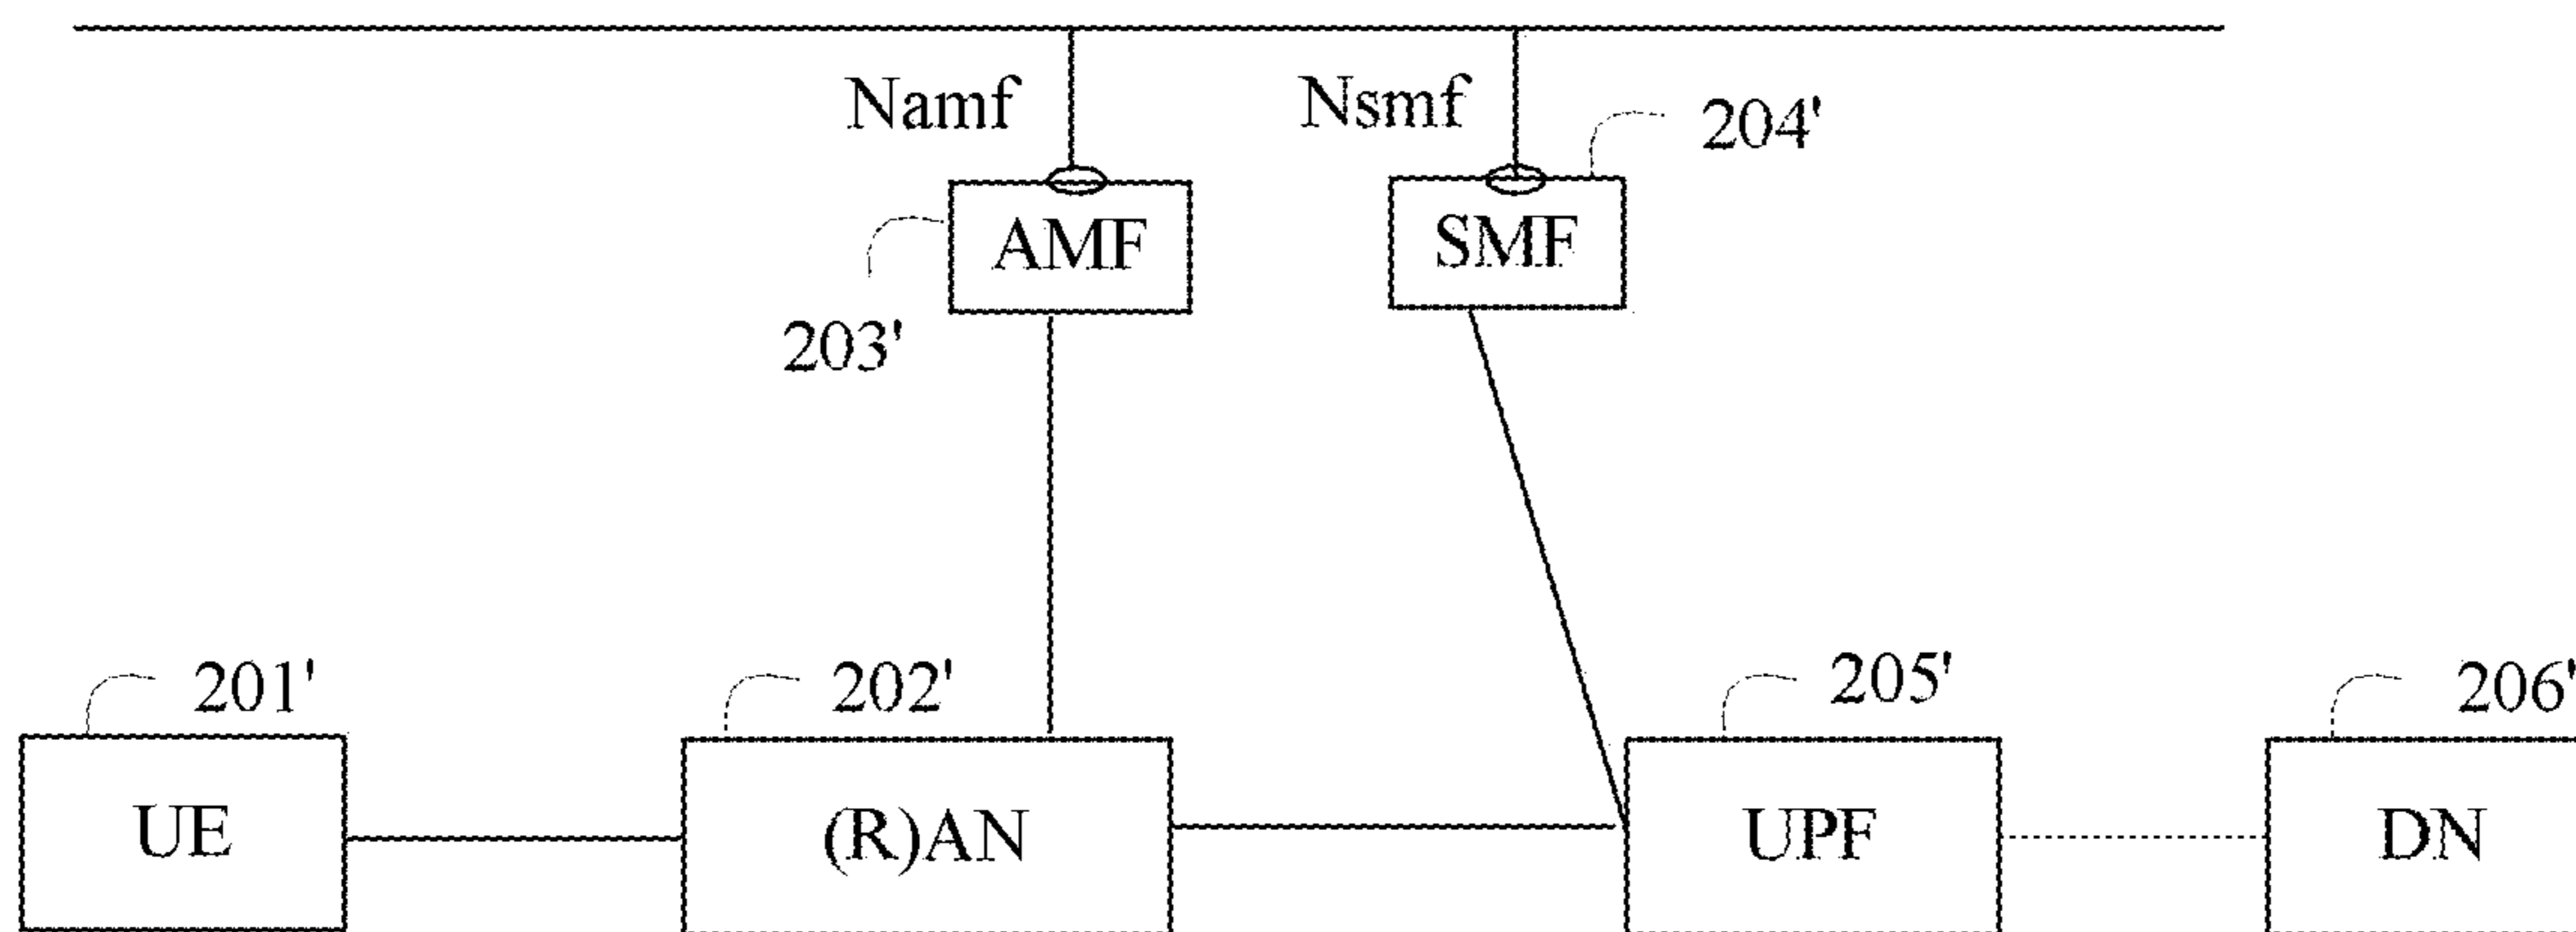 Namf
Nsmf
204'
AMF
SMF
203'
201'
202'
205'
206'
UE
(R)AN
UPF
DN